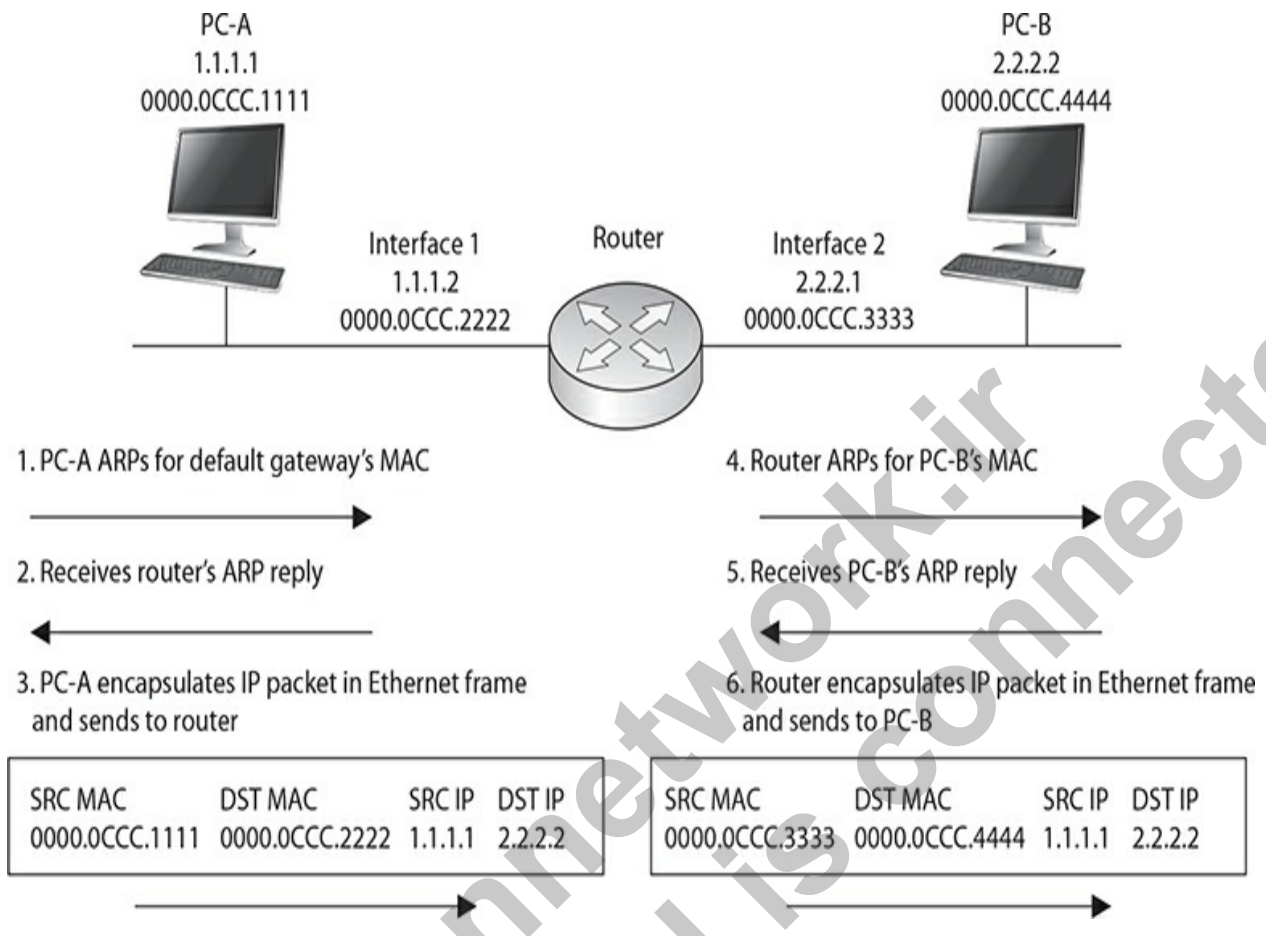 PC-A
1.1.1.1
0000.0CCC.1111
PC-B
2.2.2.2
0000.0CCC.4444
Interface 1
1.1.1.2
0000.0CCC.2222
Router
Interface 2
2.2.2.1
0000.0CCC.3333
1. PC-A ARPs for default gateway's MAC
2. Receives router's ARP reply
3. PC-A encapsulates IP packet in Ethernet frame
and sends to router
SRC MAC DST MAC SRC IP DST IP
0000.0CCC.1111 0000.0CCC.2222 1.1.1.1 2.2.2.2
4. Router ARPs for PC-B's MAC
5. Receives PC-B's ARP reply
6. Router encapsulates IP packet in Ethernet frame
and sends to PC-B
SRC MAC DST MAC SRC IP DST IP
0000.0CCC.3333 0000.0CCC.4444 1.1.1.1 2.2.2.2
is